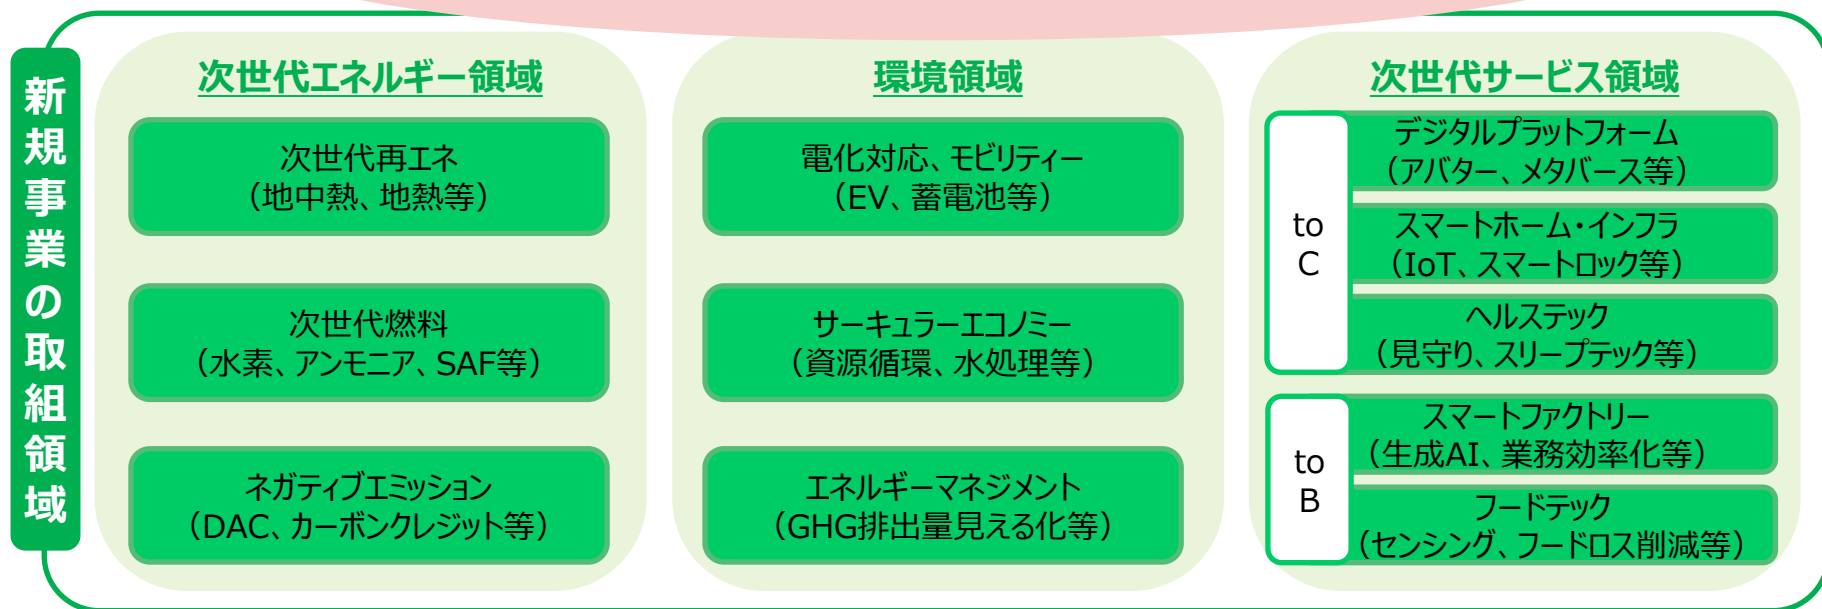 新規事業の取組領域
次世代エネルギー領域
次世代再エネ
（地中熱、地熱等）
次世代燃料
（水素、アンモニア、SAF等）
ネガティブエミッション
（DAC、カーボンクレジット等）
環境領域
電化対応、モビリティー
（EV、蓄電池等）
サーキュラーエコノミー
（資源循環、水処理等）
エネルギーマネジメント
（GHG排出量見える化等）
次世代サービス領域
to
C
デジタルプラットフォーム
（アバター、メタバース等）
スマートホーム・インフラ
（IoT、スマートロック等）
ヘルステック
（見守り、スリープテック等）
to
B
スマートファクトリー
（生成AI、業務効率化等）
フードテック
（センシング、フードロス削減等）